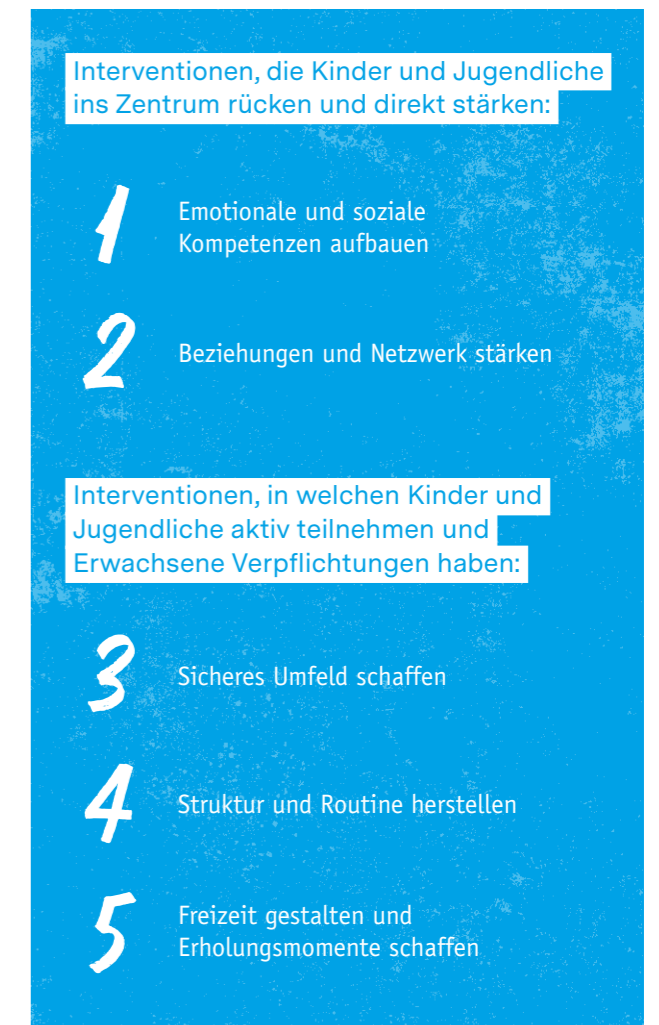 Interventionen, die Kinder und Jugendliche
ins Zentrum rücken und direkt stärken:
1
Emotionale und soziale
Kompetenzen aufbauen
2
Beziehungen und Netzwerk stärken
Interventionen, in welchen Kinder und
Jugendliche aktiv teilnehmen und
Erwachsene Verpflichtungen haben:
3
Sicheres Umfeld schaffen
4
Struktur und Routine herstellen
5
Freizeit gestalten und
Erholungsmomente schaffen